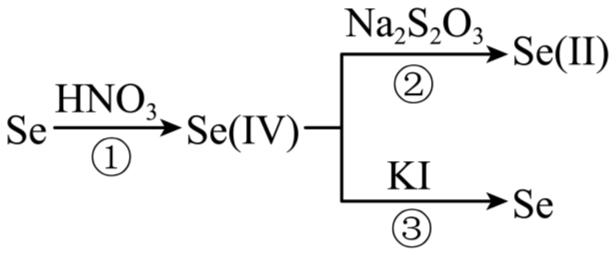 Na₂S₂O₃
Se(II)
②
HNO₃
Se
Se(IV)
①
KI
Se
③